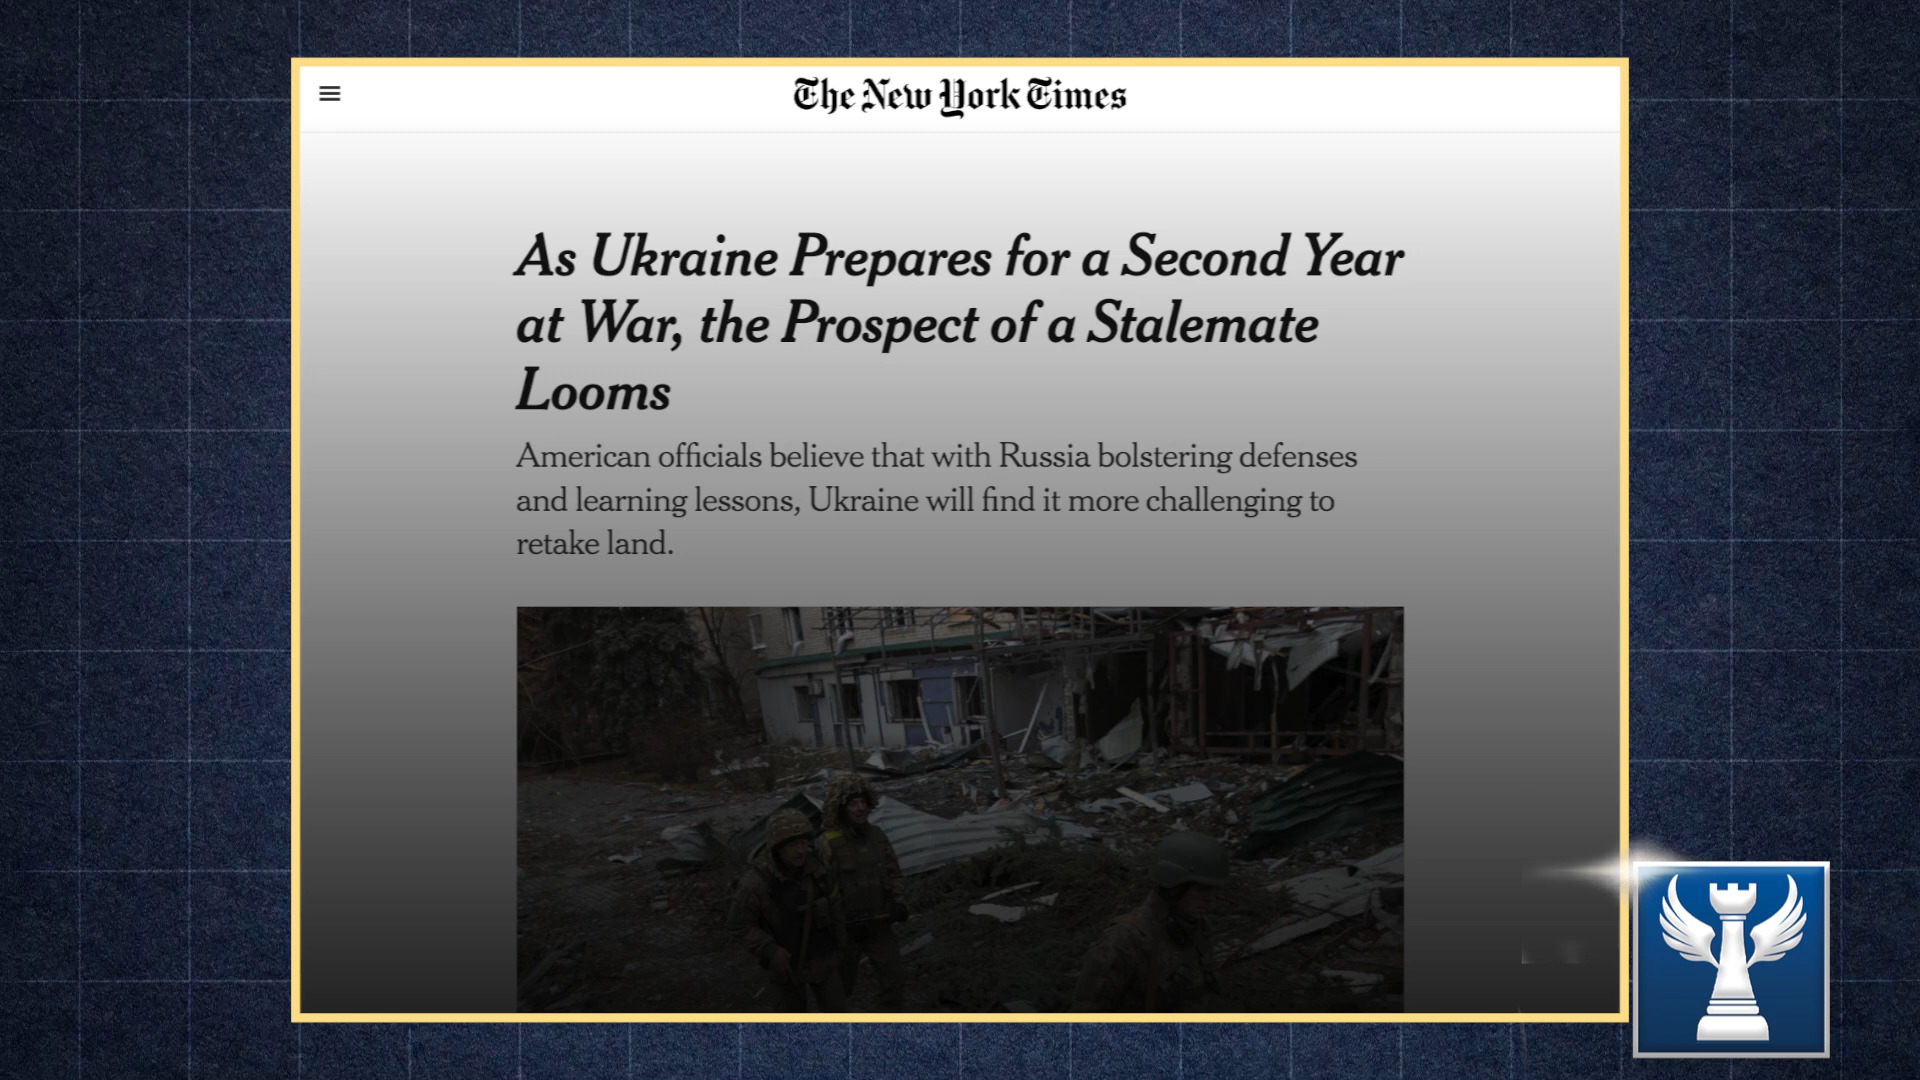 The New York Times
As Ukraine Prepares for a Second Year
at War, the Prospect of a Stalemate
Looms
American officials believe that with Russia bolstering defenses
and learning lessons, Ukraine will find it more challenging to
retake land.